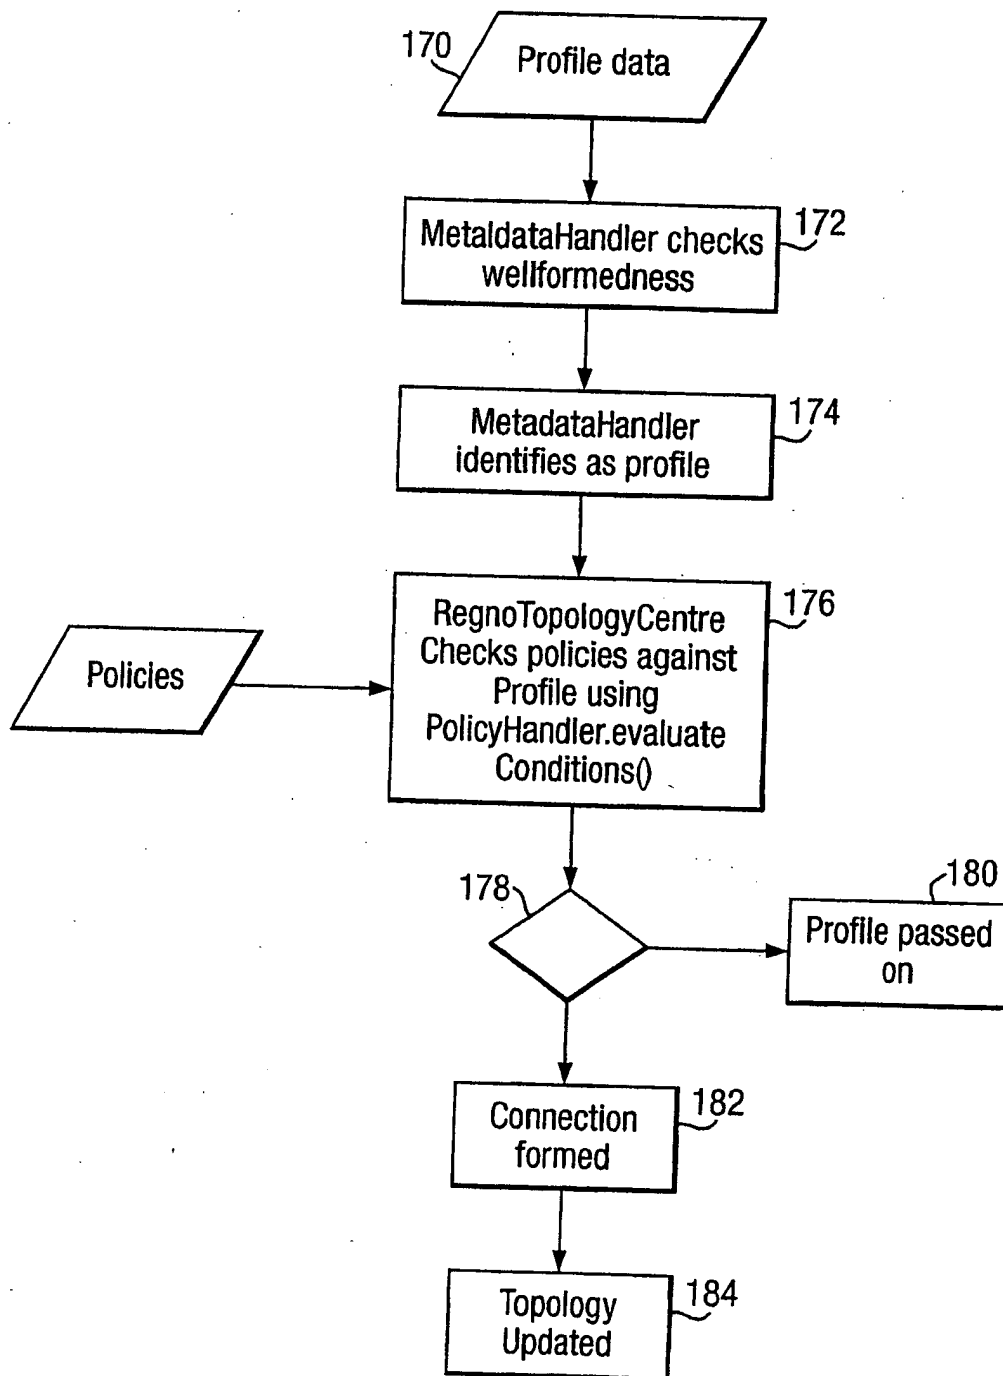 170
Profile data
172
MetaldataHandler checks
wellformedness
174
MetadataHandler
identifies as profile
176
RegnoTopologyCentre
Checks policies against
Profile using
PolicyHandler.evaluate
Conditions()
Policies
178
180
Profile passed
on
182
Connection
formed
184
Topology
Updated